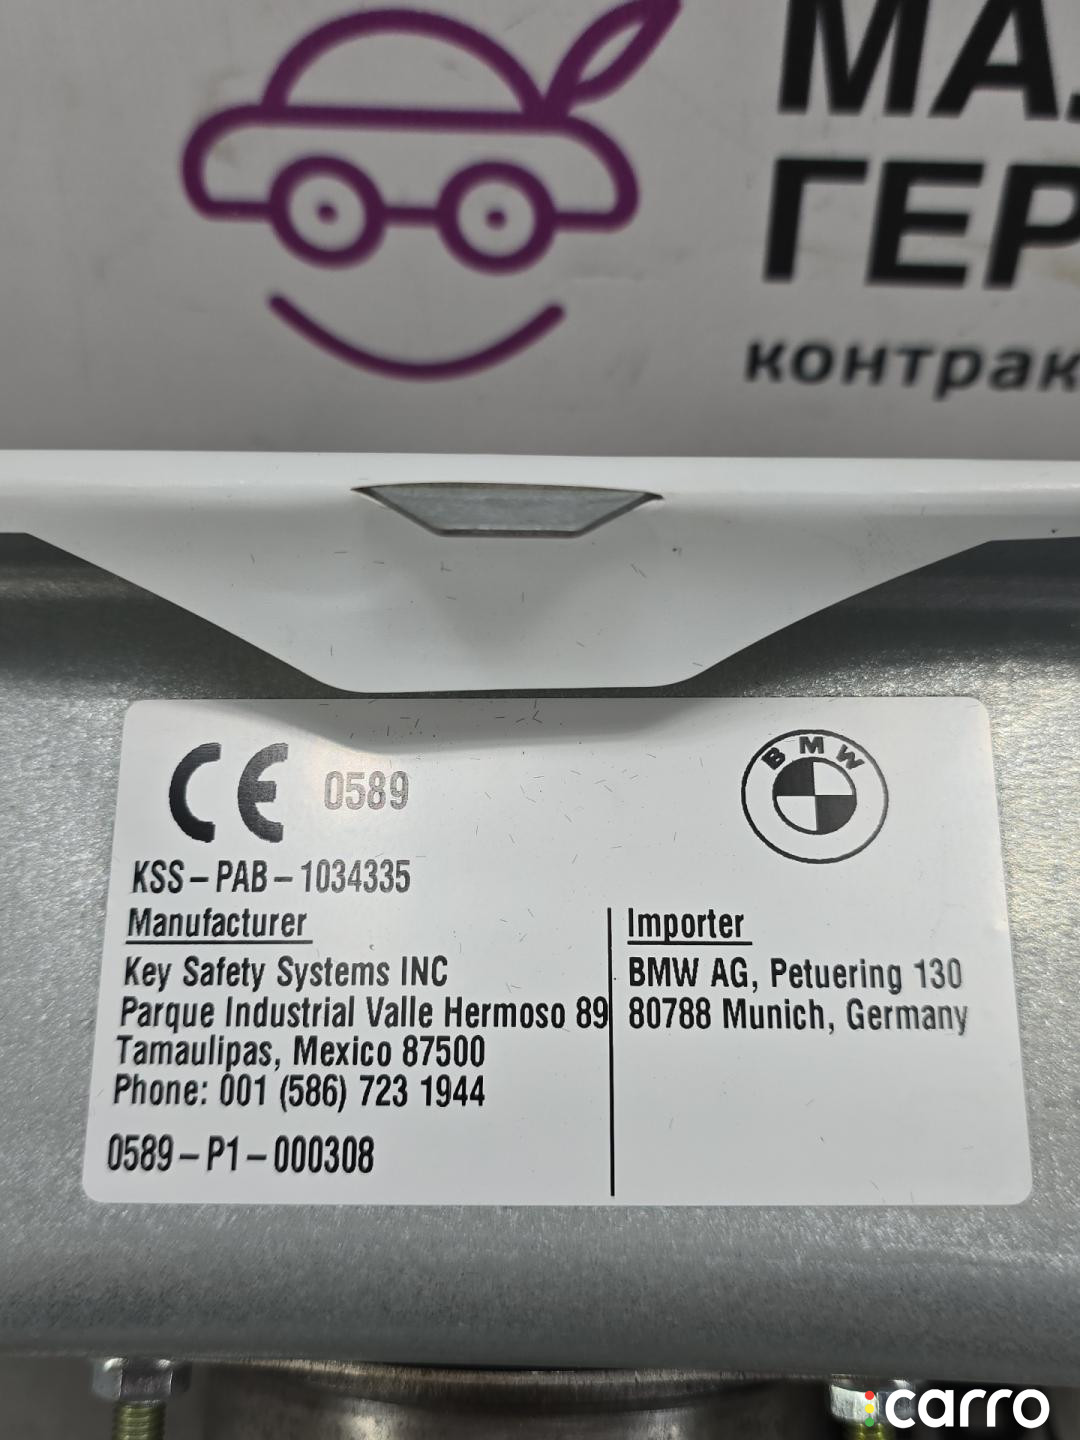 МА
ГЕР
контрак
CE 0589
BMW
KSS-PAB-1034335
Manufacturer
Key Safety Systems INC
Parque Industrial Valle Hermoso 89
Tamaulipas, Mexico 87500
Phone: 001 (586) 723 1944
0589-P1-000308
Importer
BMW AG, Petuering 130
80788 Munich, Germany
carro